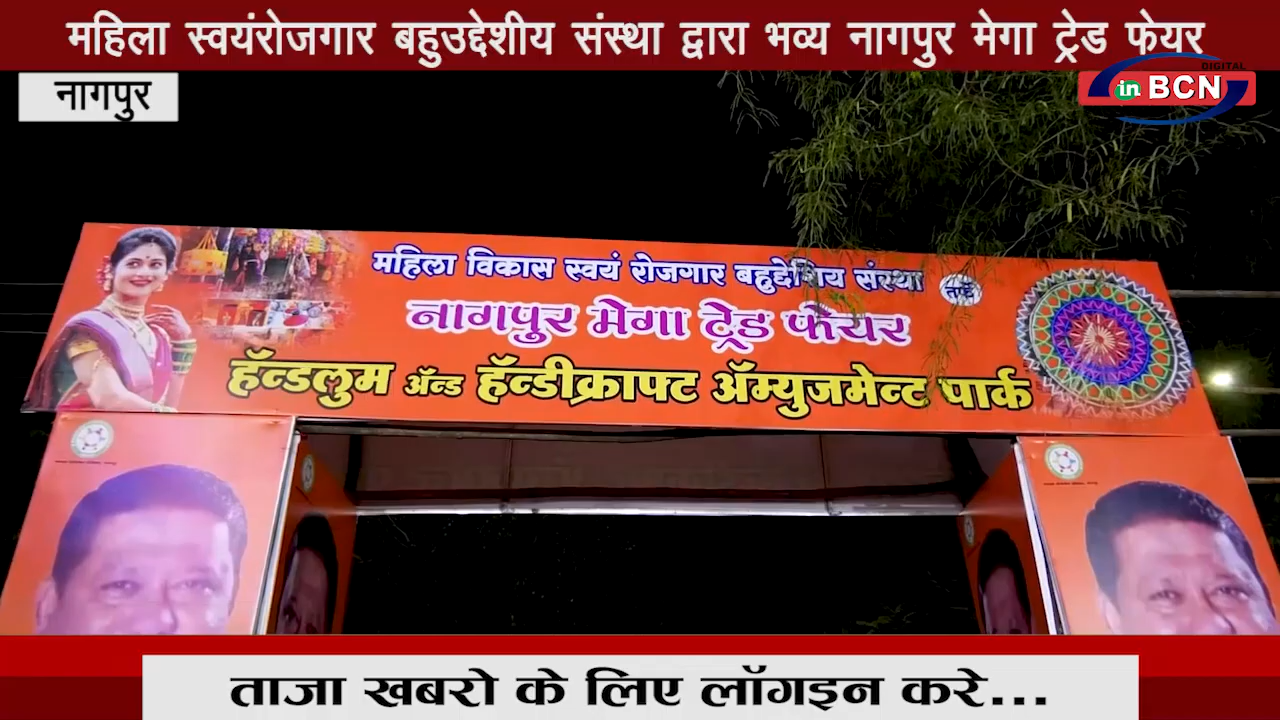 महिला स्वयंरोजगार बहुउद्देशीय संस्था द्वारा भव्य नागपुर मेगा ट्रेड फेयर
नागपुर
DIGITAL
in BCN
महिला विकास स्वयं रोजगार बहुद्देशिय संस्था
नागपुर मेगा ट्रेड फेयर
हॅन्डलुम ॲन्ड हॅन्डीक्राफ्ट ॲम्युजमेन्ट पार्क
ताजा खबरो के लिए लॉगइन करे...